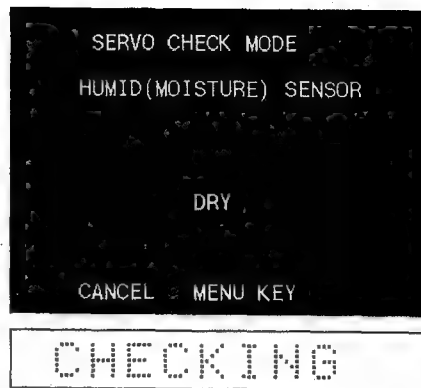 SERVO CHECK MODE
HUMID(MOISTURE) SENSOR
DRY
CANCEL : MENU KEY
CHECKING